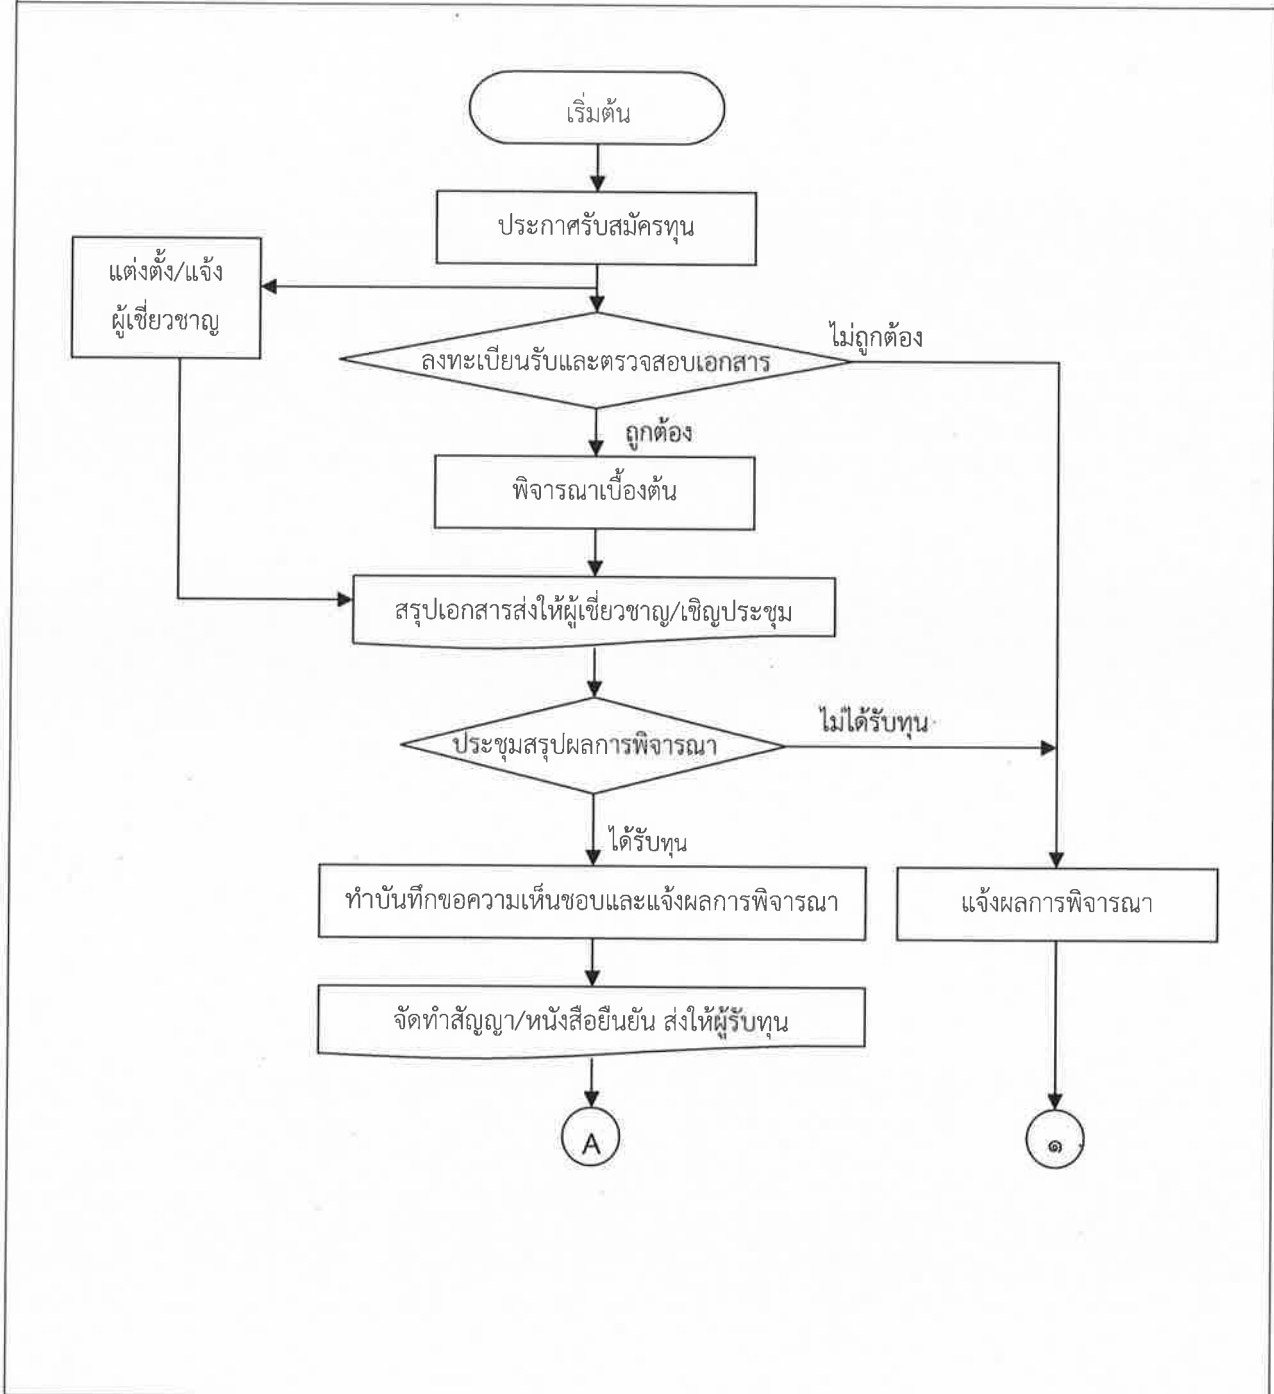 เริ่มต้น
ประกาศรับสมัครทุน
แต่งตั้ง/แจ้ง
ผู้เชี่ยวชาญ
ลงทะเบียนรับและตรวจสอบเอกสาร
ไม่ถูกต้อง
ถูกต้อง
พิจารณาเบื้องต้น
สรุปเอกสารส่งให้ผู้เชี่ยวชาญ/เชิญประชุม
ประชุมสรุปผลการพิจารณา
ไม่ได้รับทุน
ได้รับทุน
ทำบันทึกขอความเห็นชอบและแจ้งผลการพิจารณา
แจ้งผลการพิจารณา
จัดทำสัญญา/หนังสือยืนยัน ส่งให้ผู้รับทุน
A
๑